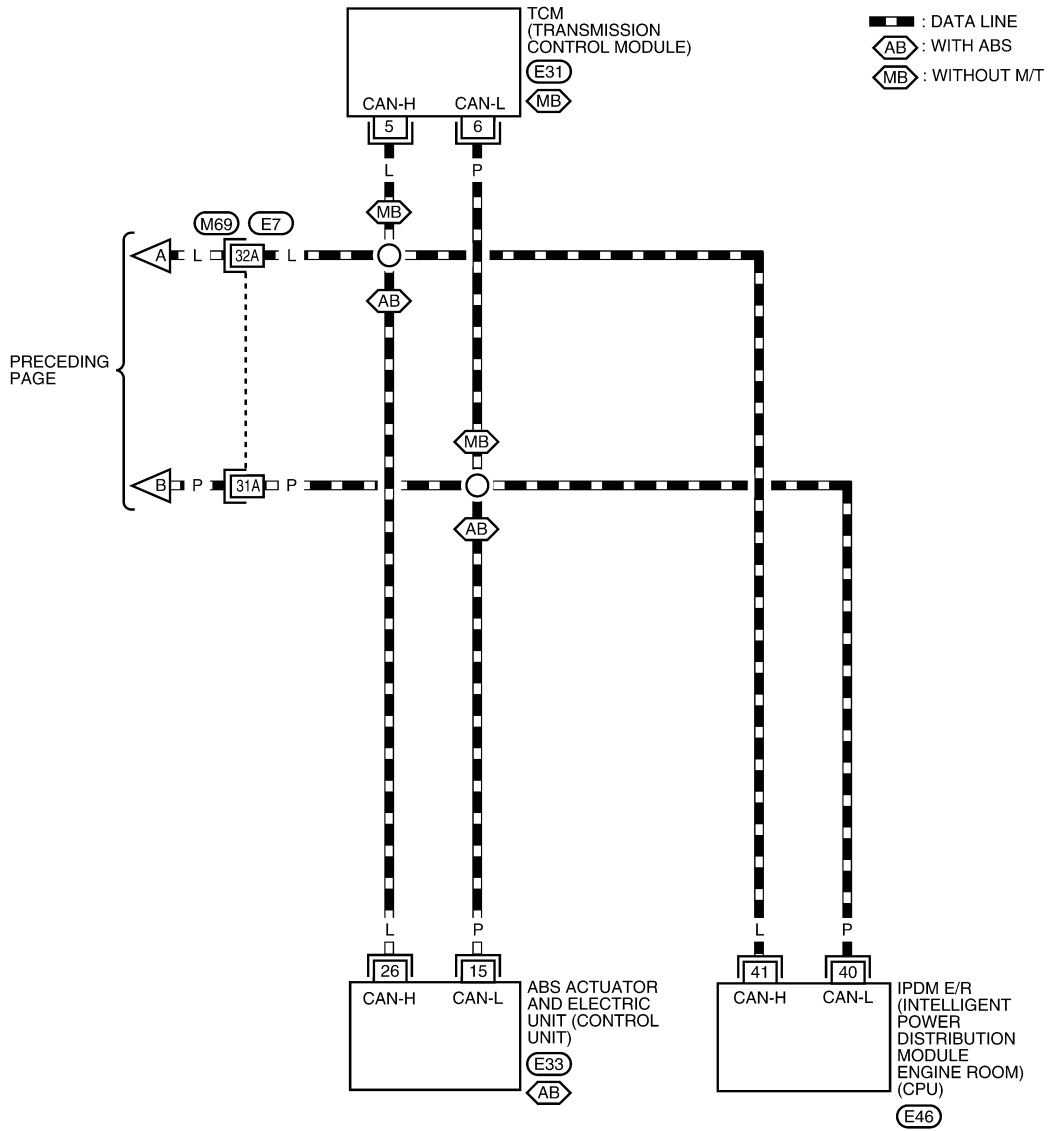 TCM
(TRANSMISSION
CONTROL MODULE)
E31
MB
CAN-H CAN-L
5 6
: DATA LINE
AB : WITH ABS
MB : WITHOUT M/T
L P
MB
M69 E7
A L 32A L
AB
PRECEDING
PAGE
MB
B P 31A P
AB
L P L P
26 15 41 40
CAN-H CAN-L
ABS ACTUATOR
AND ELECTRIC
UNIT (CONTROL
UNIT)
E33
AB
CAN-H CAN-L
IPDM E/R
(INTELLIGENT
POWER
DISTRIBUTION
MODULE
ENGINE ROOM)
(CPU)
E46